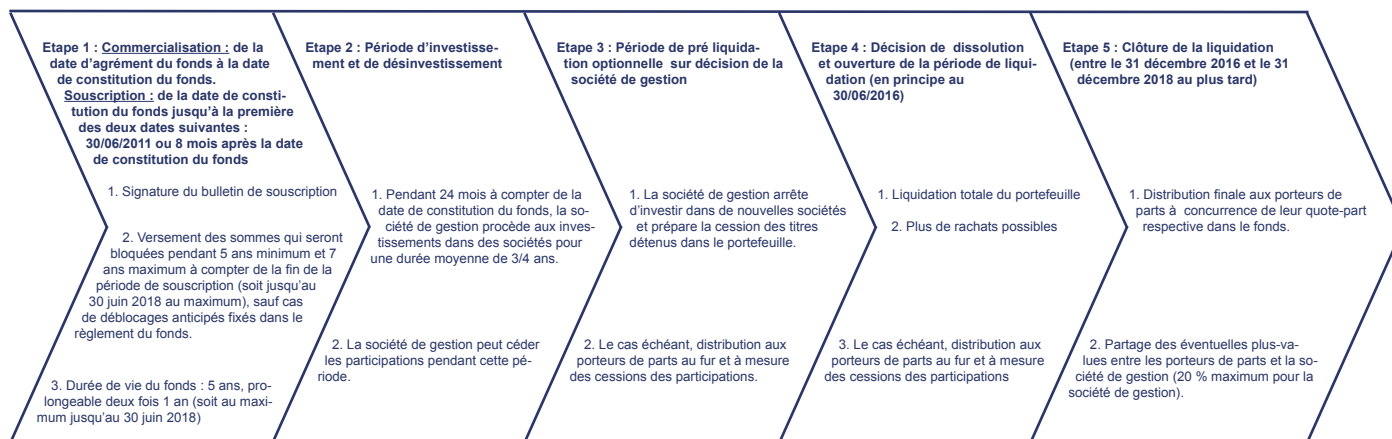 Etape 1 : Commercialisation : de la
date d'agrément du fonds à la date
de constitution du fonds.
Souscription : de la date de consti-
tution du fonds jusqu'à la première
des deux dates suivantes :
30/06/2011 ou 8 mois après la date
de constitution du fonds
1. Signature du bulletin de souscription
2. Versement des sommes qui seront
bloquées pendant 5 ans minimum et 7
ans maximum à compter de la fin de la
période de souscription (soit jusqu'au
30 juin 2018 au maximum), sauf cas
de déblocages anticipés fixés dans le
règlement du fonds.
3. Durée de vie du fonds : 5 ans, pro-
longeable deux fois 1 an (soit au maxi-
mum jusqu'au 30 juin 2018)
Etape 2 : Période d'investisse-
ment et de désinvestissement
1. Pendant 24 mois à compter de la
date de constitution du fonds, la so-
ciété de gestion procède aux inves-
tissements dans des sociétés pour
une durée moyenne de 3/4 ans.
2. La société de gestion peut céder
les participations pendant cette pé-
riode.
Etape 3 : Période de pré liquida-
tion optionnelle sur décision de la
société de gestion
1. La société de gestion arrête
d'investir dans de nouvelles sociétés
et prépare la cession des titres
détenus dans le portefeuille.
2. Le cas échéant, distribution aux
porteurs de parts au fur et à mesure
des cessions des participations.
Etape 4 : Décision de dissolution
et ouverture de la période de liqui-
dation (en principe au
30/06/2016)
1. Liquidation totale du portefeuille
2. Plus de rachats possibles
3. Le cas échéant, distribution aux
porteurs de parts au fur et à mesure
des cessions des participations
Etape 5 : Clôture de la liquidation
(entre le 31 décembre 2016 et le 31
décembre 2018 au plus tard)
1. Distribution finale aux porteurs de
parts à concurrence de leur quote-part
respective dans le fonds.
2. Partage des éventuelles plus-va-
lues entre les porteurs de parts et la so-
ciété de gestion (20 % maximum pour la
société de gestion).